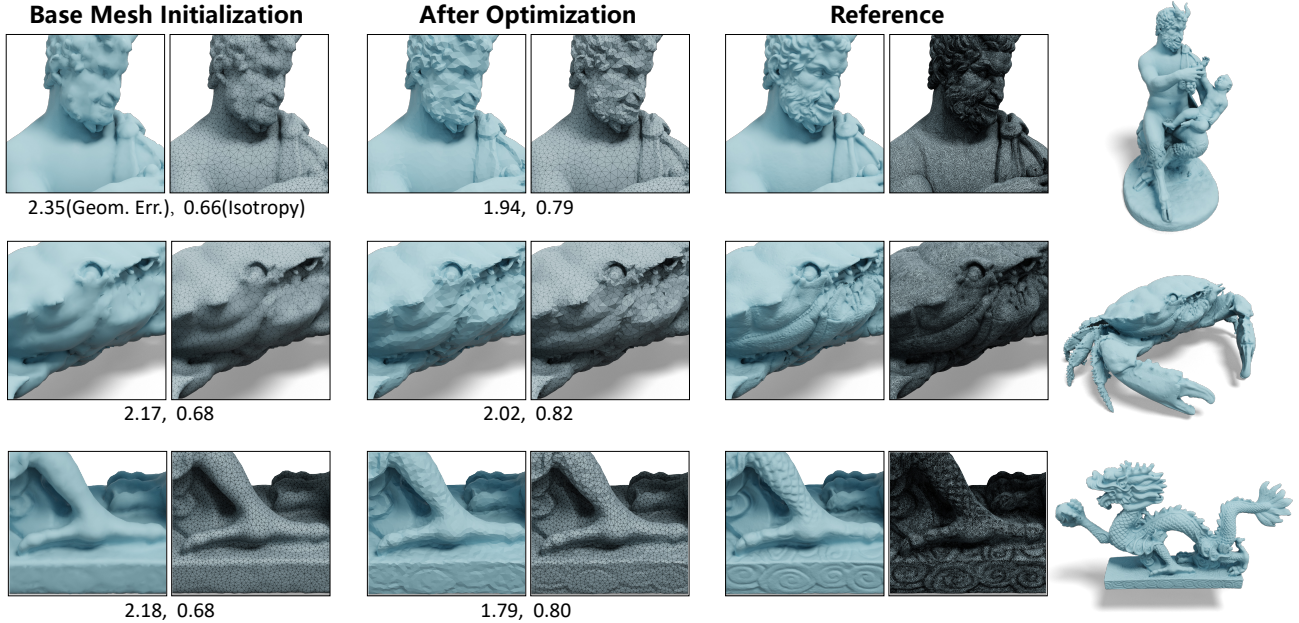 Base Mesh Initialization
After Optimization
Reference
2.35(Geom. Err.), 0.66(Isotropy)
1.94, 0.79
2.17, 0.68
2.02, 0.82
2.18, 0.68
1.79, 0.80